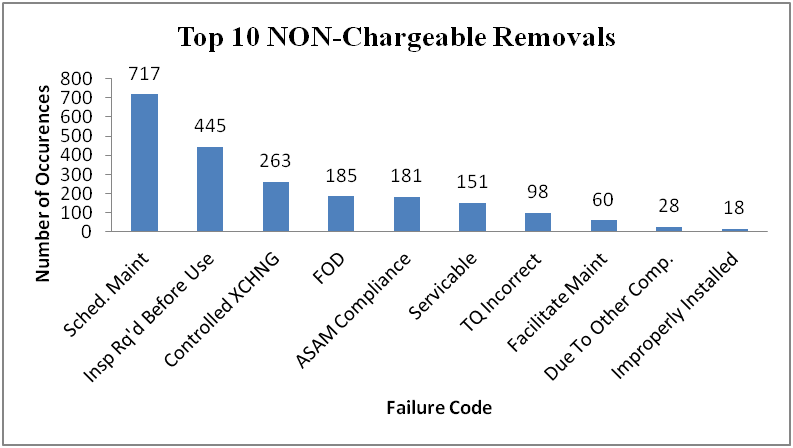 Top 10 NON-Chargeable Removals
Number of Occurences
800
700
600
500
400
300
200
100
0
717
445
263
185
181
151
98
60
28
18
Sched. Maint
Insp Rq'd Before Use
Controlled XCHNG
FOD
ASAM Compliance
Servicable
TQ Incorrect
Facilitate Maint
Due To Other Comp.
Improperly Installed
Failure Code